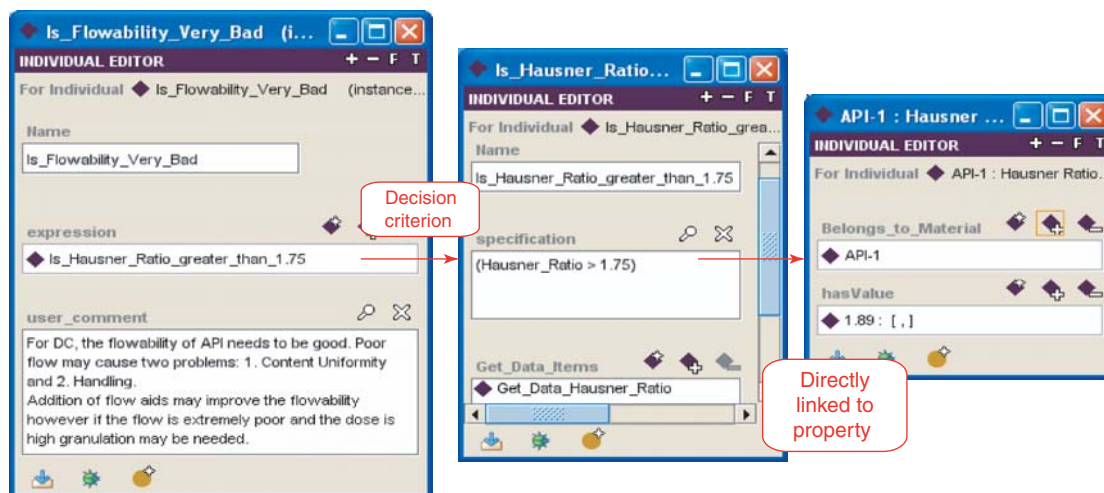 Is_Flowability_Very_Bad (i...
INDIVIDUAL EDITOR
+ − F T
For Individual Is_Flowability_Very_Bad (instance...
Name
Is_Flowability_Very_Bad
expression
Is_Hausner_Ratio_greater_than_1.75
user_comment
For DC, the flowability of API needs to be good. Poor
flow may cause two problems: 1. Content Uniformity
and 2. Handling.
Addition of flow aids may improve the flowability
however if the flow is extremely poor and the dose is
high granulation may be needed.
Decision
criterion
Is_Hausner_Ratio...
INDIVIDUAL EDITOR
+ − F T
For Individual Is_Hausner_Ratio_grea...
Name
Is_Hausner_Ratio_greater_than_1.75
specification
(Hausner_Ratio > 1.75)
Get_Data_Items
Get_Data_Hausner_Ratio
Directly
linked to
property
API-1 : Hausner ...
INDIVIDUAL EDITOR
+ − F T
For Individual API-1 : Hausner Ratio.
Belongs_to_Material
API-1
hasValue
1.89 : [ , ]